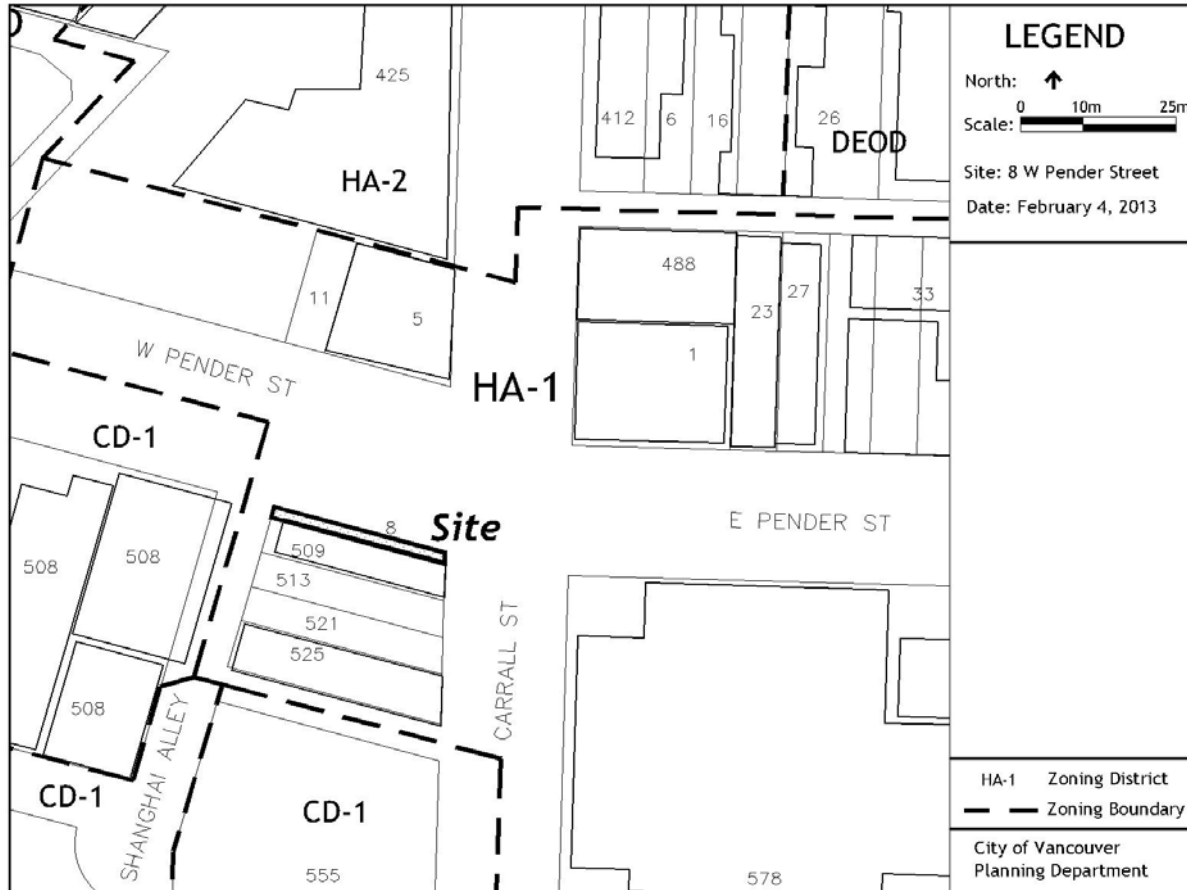 425
HA-2
412
6
16
26
DEOD
488
11
5
23
27
33
1
W PENDER ST
HA-1
CD-1
E PENDER ST
8
Site
509
508
508
513
521
525
CARRALL ST
508
SHANGHAI ALLEY
CD-1
CD-1
555
578
LEGEND
North:
0 10m 25m
Scale:
Site: 8 W Pender Street
Date: February 4, 2013
HA-1 Zoning District
Zoning Boundary
City of Vancouver
Planning Department